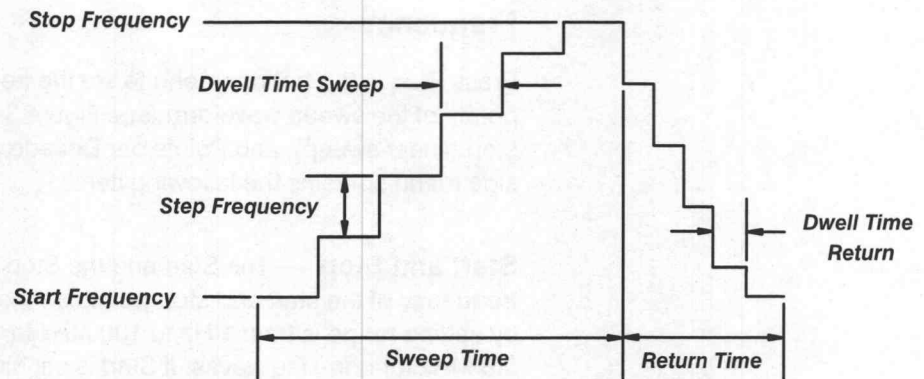 Stop Frequency
Dwell Time Sweep
Step Frequency
Dwell Time
Return
Start Frequency
Sweep Time
Return Time